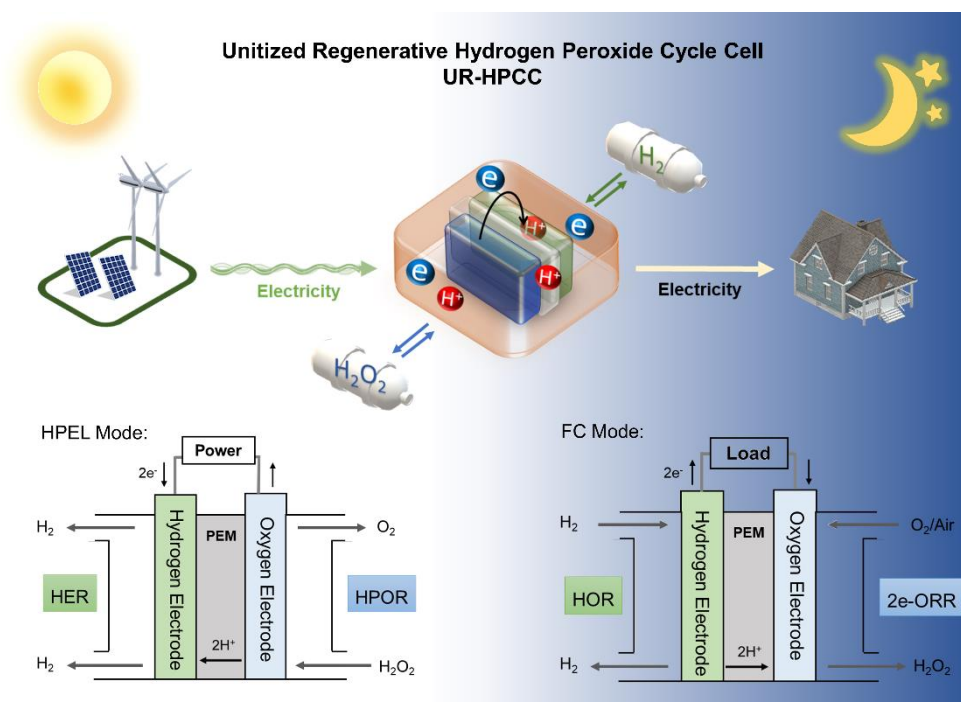 Unitized Regenerative Hydrogen Peroxide Cycle Cell
UR-HPCC
H₂
e
e
H⁺
e
H⁺
H⁺
Electricity
Electricity
H₂O₂
HPEL Mode:
Power
2e⁻
H₂
Hydrogen Electrode
PEM
Oxygen Electrode
O₂
HER
HPOR
2H⁺
H₂
H₂O₂
FC Mode:
Load
2e⁻
H₂
Hydrogen Electrode
PEM
Oxygen Electrode
O₂/Air
HOR
2e-ORR
2H⁺
H₂
H₂O₂